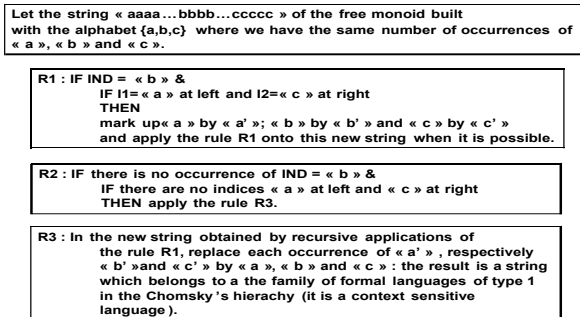 Let the string « aaaa...bbbb...ccccc » of the free monoid built
with the alphabet {a,b,c} where we have the same number of occurrences of
« a », « b » and « c ».
R1 : IF IND = « b » &
IF I1= « a » at left and I2=« c » at right
THEN
mark up« a » by « a' »; « b » by « b' » and « c » by « c' »
and apply the rule R1 onto this new string when it is possible.
R2 : IF there is no occurrence of IND = « b » &
IF there are no indices « a » at left and « c » at right
THEN apply the rule R3.
R3 : In the new string obtained by recursive applications of
the rule R1, replace each occurrence of « a' » , respectively
« b' »and « c' » by « a », « b » and « c » : the result is a string
which belongs to a the family of formal languages of type 1
in the Chomsky 's hierachy (it is a context sensitive
language ).